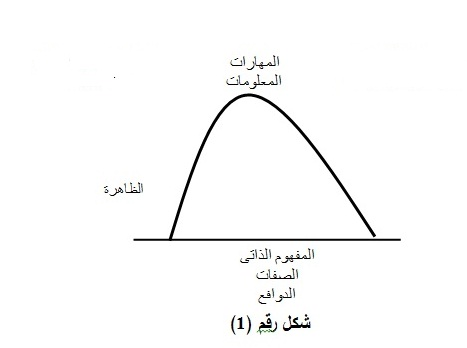 المهارات
المعلومات
الظاهرة
المفهوم الذاتى
الصفات
الدوافع
شكل رقم (1)